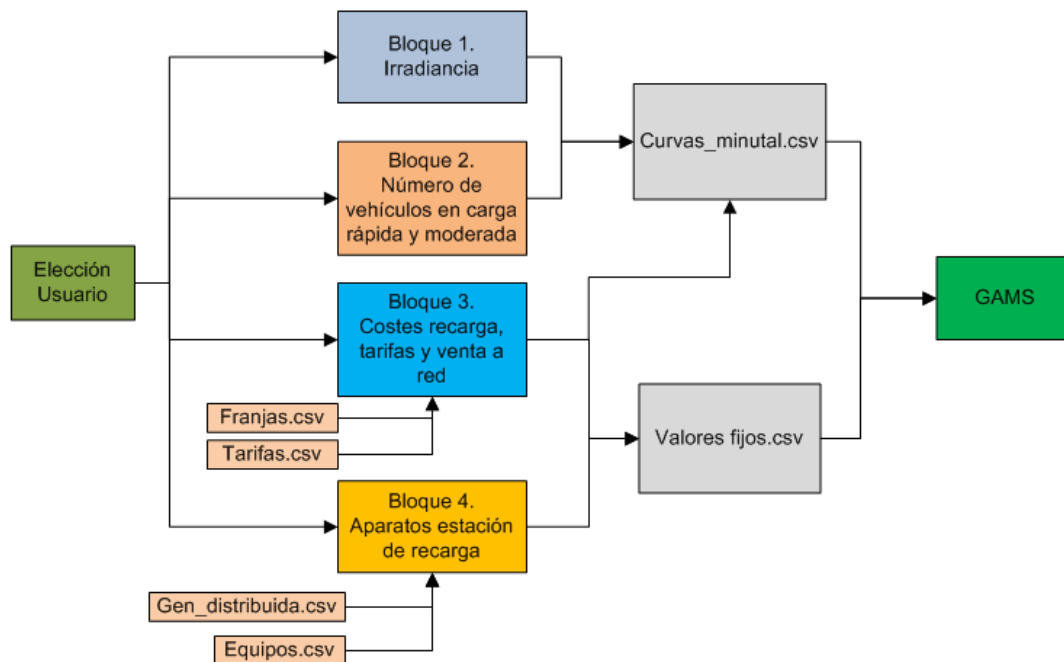 Bloque 1.
Irradiancia
Bloque 2.
Número de
vehículos en carga
rápida y moderada
Elección
Usuario
Bloque 3.
Costes recarga,
tarifas y venta a
red
Franjas.csv
Tarifas.csv
Bloque 4.
Aparatos estación
de recarga
Gen_distribuida.csv
Equipos.csv
Curvas_minutal.csv
Valores fijos.csv
GAMS